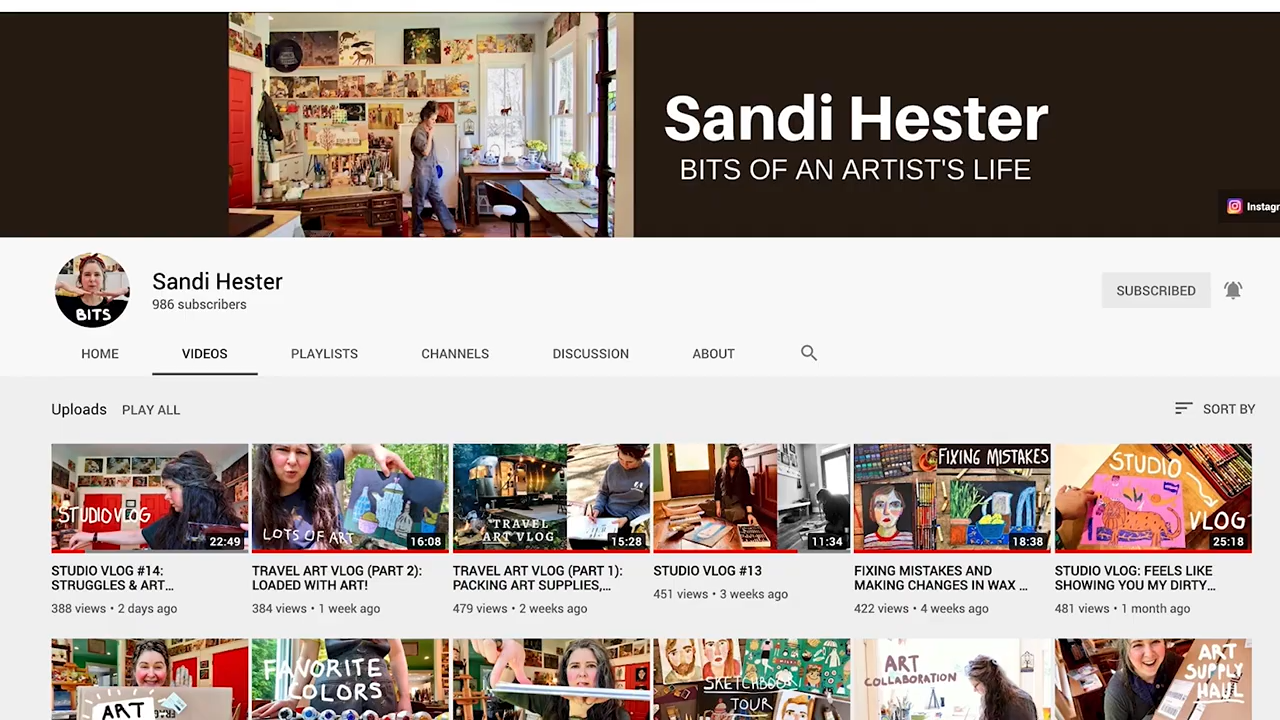 Sandi Hester
BITS OF AN ARTIST'S LIFE
Instagr
BITS
Sandi Hester
986 subscribers
SUBSCRIBED
HOME VIDEOS PLAYLISTS CHANNELS DISCUSSION ABOUT
Uploads PLAY ALL SORT BY
STUDIO VLOG
22:49
LOTS OF ART
16:08
TRAVEL
ART VLOG
15:28
11:34
FIXING MISTAKES
18:38
STUDIO
VLOG
25:18
STUDIO VLOG #14:
STRUGGLES & ART…
388 views • 2 days ago
TRAVEL ART VLOG (PART 2):
LOADED WITH ART!
384 views • 1 week ago
TRAVEL ART VLOG (PART 1):
PACKING ART SUPPLIES,…
479 views • 2 weeks ago
STUDIO VLOG #13
451 views • 3 weeks ago
FIXING MISTAKES AND
MAKING CHANGES IN WAX …
422 views • 4 weeks ago
STUDIO VLOG: FEELS LIKE
SHOWING YOU MY DIRTY…
481 views • 1 month ago
ART
FAVORITE
COLORS
SKETCHBOOK
TOUR
ART
COLLABORATION
ART
SUPPLY
HAUL